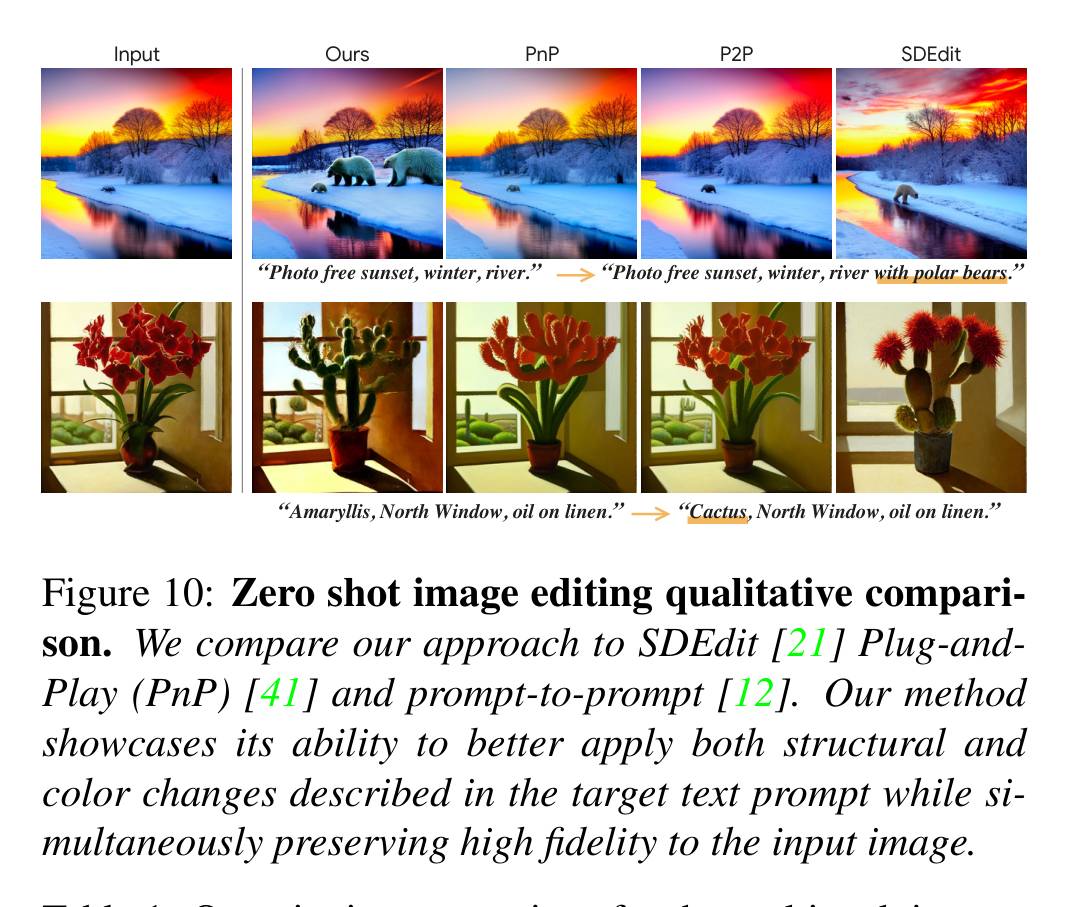 Input Ours PnP P2P SDEdit
“Photo free sunset, winter, river.” → “Photo free sunset, winter, river with polar bears.”
“Amaryllis, North Window, oil on linen.” → “Cactus, North Window, oil on linen.”
Figure 10: Zero shot image editing qualitative compari-
son. We compare our approach to SDEdit [21] Plug-and-
Play (PnP) [41] and prompt-to-prompt [12]. Our method
showcases its ability to better apply both structural and
color changes described in the target text prompt while si-
multaneously preserving high fidelity to the input image.